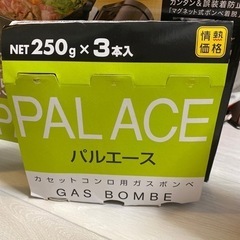 カンタン&誤装着防止
「マグネット式ボンベ着脱」
NET 250g×3本入
情熱価格
PALACE
パルエース
カセットコンロ用ガスボンベ
GAS BOMBE